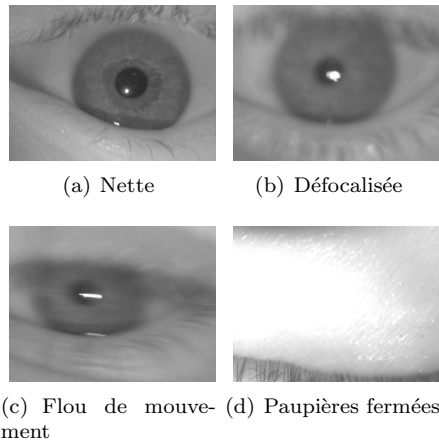 (a) Nette
(b) Défocalisée
(c) Flou de mouve-
ment
(d) Paupières fermées